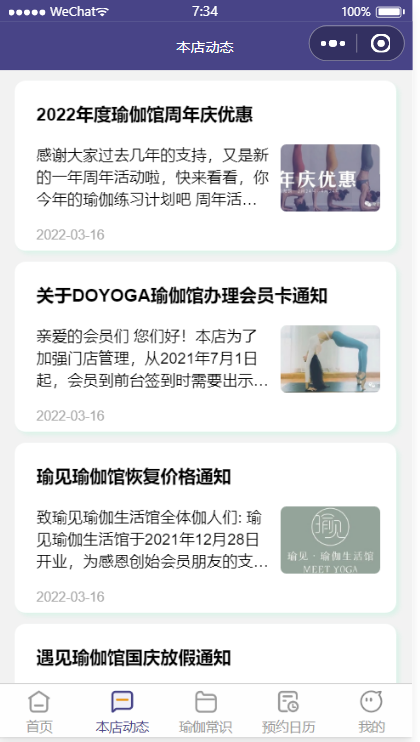 WeChat 7:34 100%
本店动态
2022年度瑜伽馆周年庆优惠
感谢大家过去几年的支持，又是新
的一年周年活动啦，快来看看，你
今年的瑜伽练习计划吧 周年活...
年庆优惠
2022-03-16
关于DOYOGA瑜伽馆办理会员卡通知
亲爱的会员们 您们好！本店为了
加强门店管理，从2021年7月1日
起，会员到前台签到时需要出示...
2022-03-16
瑜见瑜伽馆恢复价格通知
致瑜见瑜伽生活馆全体伽人们: 瑜
见瑜伽生活馆于2021年12月28日
开业，为感恩创始会员朋友的支...
瑜见
瑜见·瑜伽生活馆
MEET YOGA
2022-03-16
遇见瑜伽馆国庆放假通知
首页 本店动态 瑜伽常识 预约日历 我的